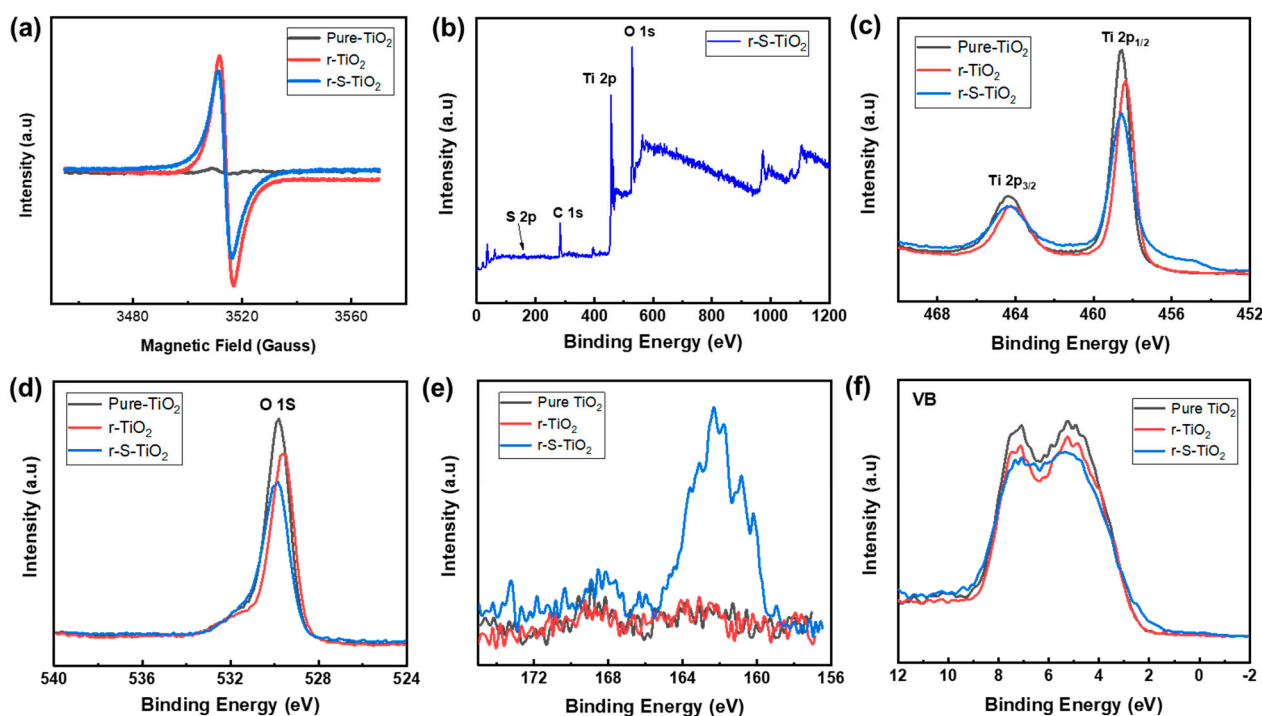 (a)
Pure-TiO₂
r-TiO₂
r-S-TiO₂
Intensity (a.u)
3480 3520 3560
Magnetic Field (Gauss)
(b)
r-S-TiO₂
O 1s
Ti 2p
S 2p
C 1s
Intensity (a.u)
0 200 400 600 800 1000 1200
Binding Energy (eV)
(c)
Pure-TiO₂
r-TiO₂
r-S-TiO₂
Ti 2p₁/₂
Ti 2p₃/₂
Intensity (a.u)
468 464 460 456 452
Binding Energy (eV)
(d)
Pure-TiO₂
r-TiO₂
r-S-TiO₂
O 1S
Intensity (a.u)
540 536 532 528 524
Binding Energy (eV)
(e)
Pure TiO₂
r-TiO₂
r-S-TiO₂
Intensity (a.u)
172 168 164 160 156
Binding Energy (eV)
(f)
VB
Pure TiO₂
r-TiO₂
r-S-TiO₂
Intensity (a.u)
12 10 8 6 4 2 0 -2
Binding Energy (eV)